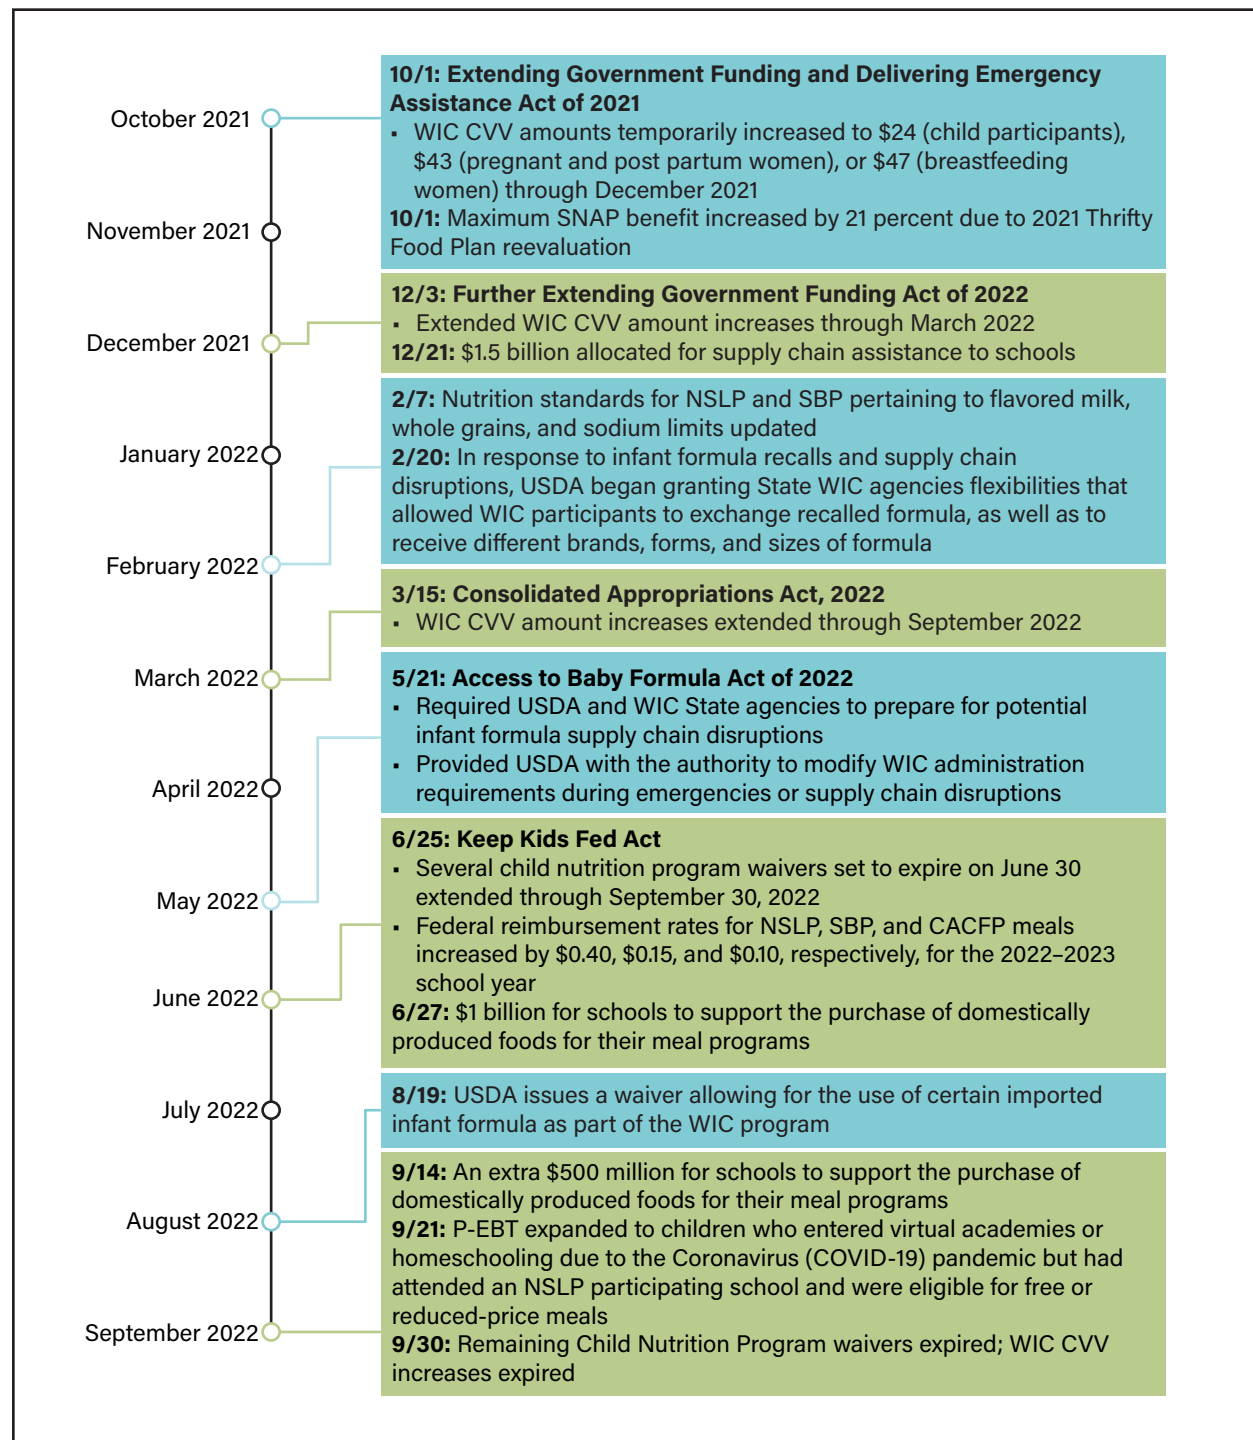 October 2021
10/1: Extending Government Funding and Delivering Emergency
Assistance Act of 2021
▪ WIC CVV amounts temporarily increased to $24 (child participants),
$43 (pregnant and post partum women), or $47 (breastfeeding
women) through December 2021
10/1: Maximum SNAP benefit increased by 21 percent due to 2021 Thrifty
Food Plan reevaluation
November 2021
December 2021
12/3: Further Extending Government Funding Act of 2022
▪ Extended WIC CVV amount increases through March 2022
12/21: $1.5 billion allocated for supply chain assistance to schools
January 2022
February 2022
2/7: Nutrition standards for NSLP and SBP pertaining to flavored milk,
whole grains, and sodium limits updated
2/20: In response to infant formula recalls and supply chain
disruptions, USDA began granting State WIC agencies flexibilities that
allowed WIC participants to exchange recalled formula, as well as to
receive different brands, forms, and sizes of formula
March 2022
3/15: Consolidated Appropriations Act, 2022
▪ WIC CVV amount increases extended through September 2022
April 2022
May 2022
5/21: Access to Baby Formula Act of 2022
▪ Required USDA and WIC State agencies to prepare for potential
infant formula supply chain disruptions
▪ Provided USDA with the authority to modify WIC administration
requirements during emergencies or supply chain disruptions
June 2022
6/25: Keep Kids Fed Act
▪ Several child nutrition program waivers set to expire on June 30
extended through September 30, 2022
▪ Federal reimbursement rates for NSLP, SBP, and CACFP meals
increased by $0.40, $0.15, and $0.10, respectively, for the 2022–2023
school year
6/27: $1 billion for schools to support the purchase of domestically
produced foods for their meal programs
July 2022
August 2022
8/19: USDA issues a waiver allowing for the use of certain imported
infant formula as part of the WIC program
September 2022
9/14: An extra $500 million for schools to support the purchase of
domestically produced foods for their meal programs
9/21: P-EBT expanded to children who entered virtual academies or
homeschooling due to the Coronavirus (COVID-19) pandemic but had
attended an NSLP participating school and were eligible for free or
reduced-price meals
9/30: Remaining Child Nutrition Program waivers expired; WIC CVV
increases expired